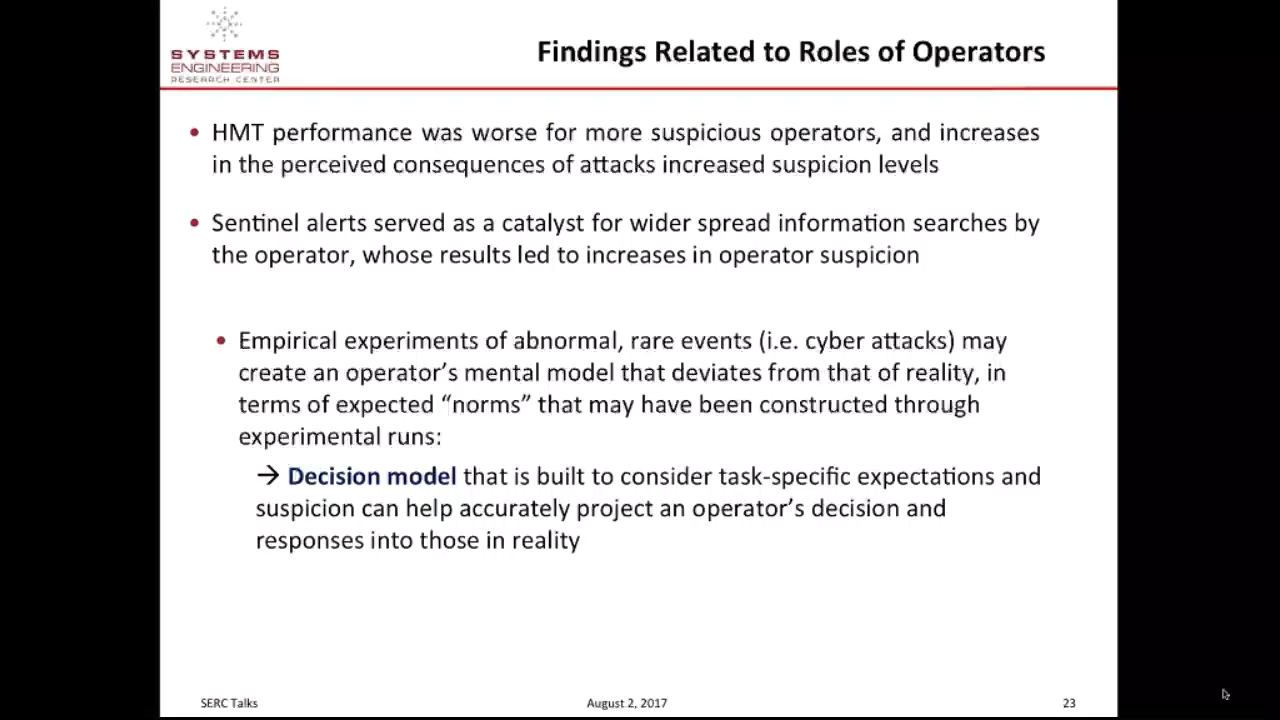 SYSTEMS
ENGINEERING
RESEARCH CENTER
Findings Related to Roles of Operators
• HMT performance was worse for more suspicious operators, and increases
in the perceived consequences of attacks increased suspicion levels
• Sentinel alerts served as a catalyst for wider spread information searches by
the operator, whose results led to increases in operator suspicion
• Empirical experiments of abnormal, rare events (i.e. cyber attacks) may
create an operator's mental model that deviates from that of reality, in
terms of expected “norms” that may have been constructed through
experimental runs:
→ Decision model that is built to consider task-specific expectations and
suspicion can help accurately project an operator's decision and
responses into those in reality
SERC Talks
August 2, 2017
23